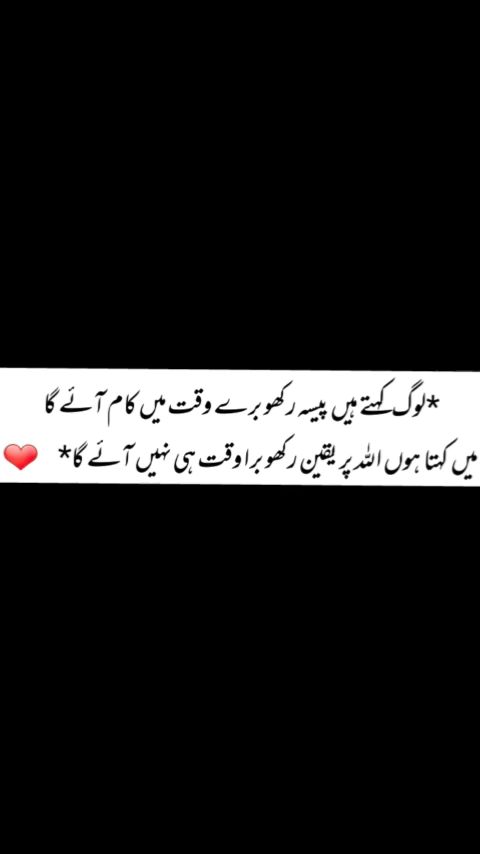 *لوگ کہتے ہیں پیسہ رکھو برے وقت میں کام آئے گا
میں کہتا ہوں اللہ پر یقین رکھو برا وقت ہی نہیں آئے گا* ❤️